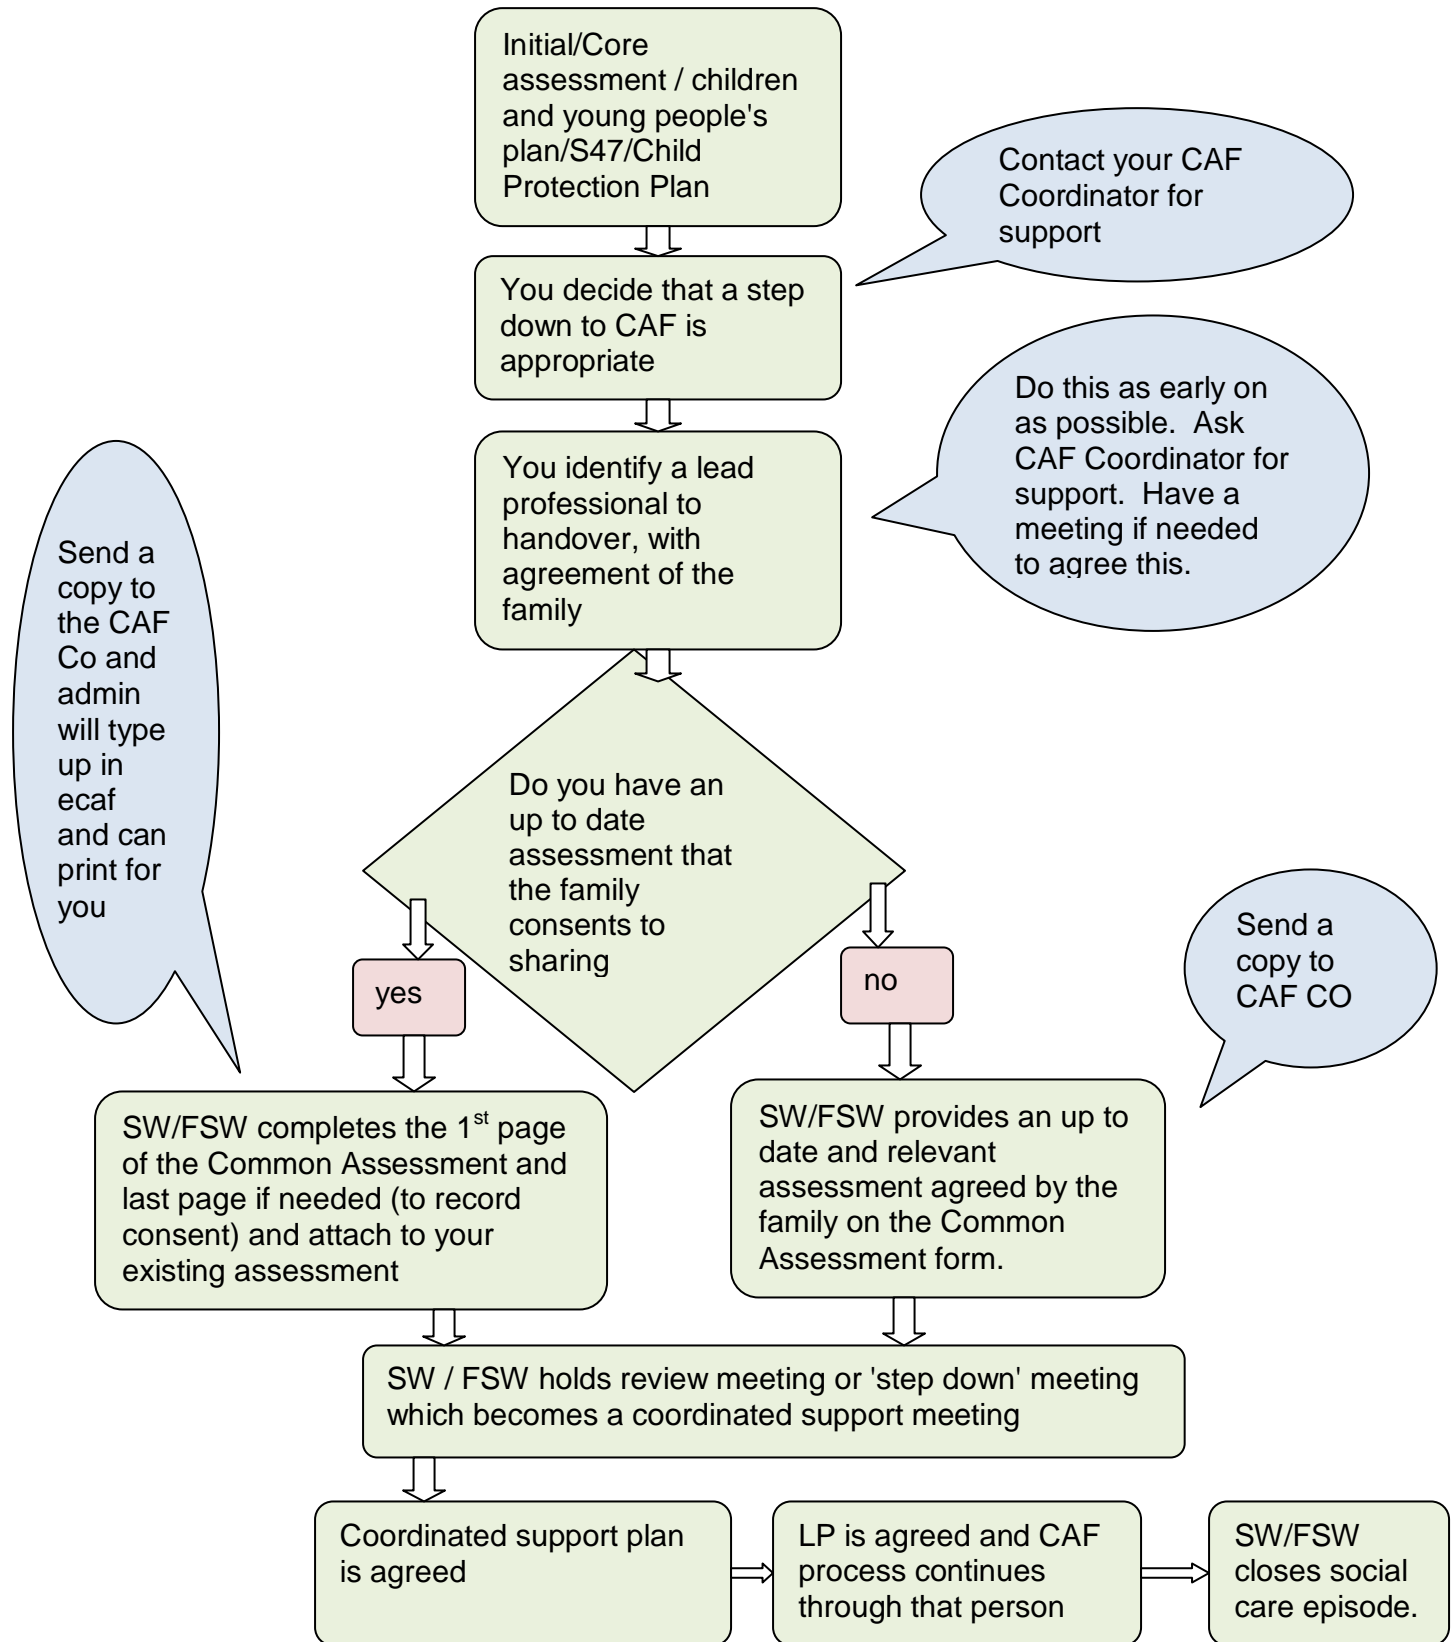 Initial/Core
assessment / children
and young people's
plan/S47/Child
Protection Plan
Contact your CAF
Coordinator for
support
You decide that a step
down to CAF is
appropriate
Do this as early on
as possible.  Ask
CAF Coordinator for
support.  Have a
meeting if needed
to agree this.
You identify a lead
professional to
handover, with
agreement of the
family
Send a
copy to
the CAF
Co and
admin
will type
up in
ecaf
and can
print for
you
Do you have an
up to date
assessment that
the family
consents to
sharing
yes
no
Send a
copy to
CAF CO
SW/FSW completes the 1st page
of the Common Assessment and
last page if needed (to record
consent) and attach to your
existing assessment
SW/FSW provides an up to
date and relevant
assessment agreed by the
family on the Common
Assessment form.
SW / FSW holds review meeting or 'step down' meeting
which becomes a coordinated support meeting
Coordinated support plan
is agreed
LP is agreed and CAF
process continues
through that person
SW/FSW
closes social
care episode.